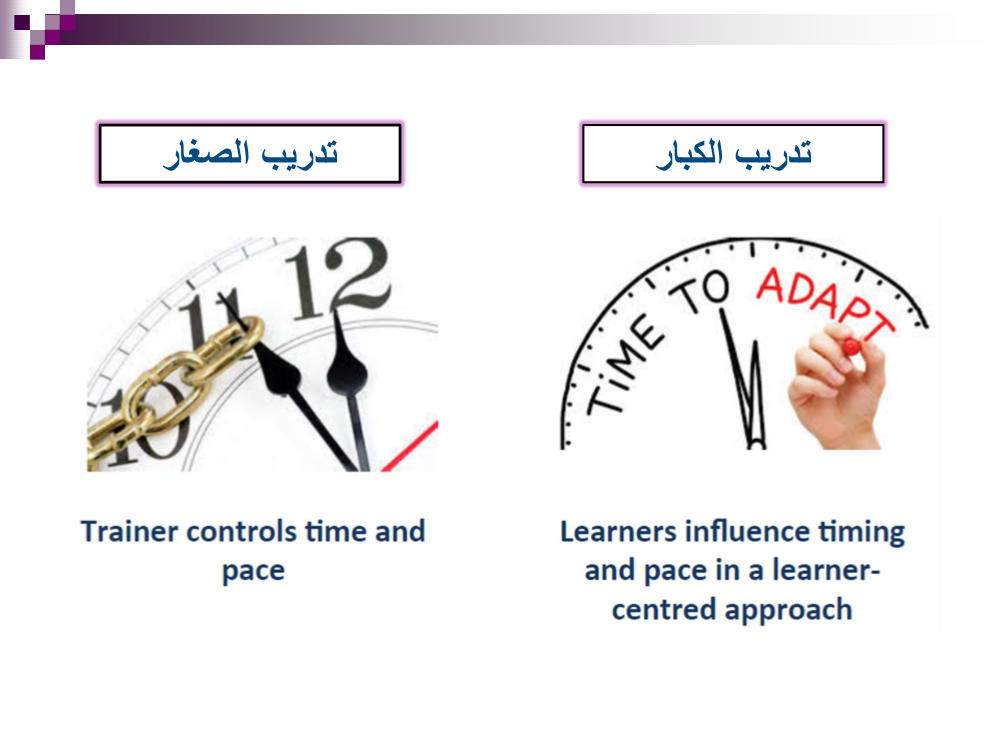 تدريب الصغار
تدريب الكبار
12
11
10
TiME TO ADAPT
Trainer controls time and
pace
Learners influence timing
and pace in a learner-
centred approach